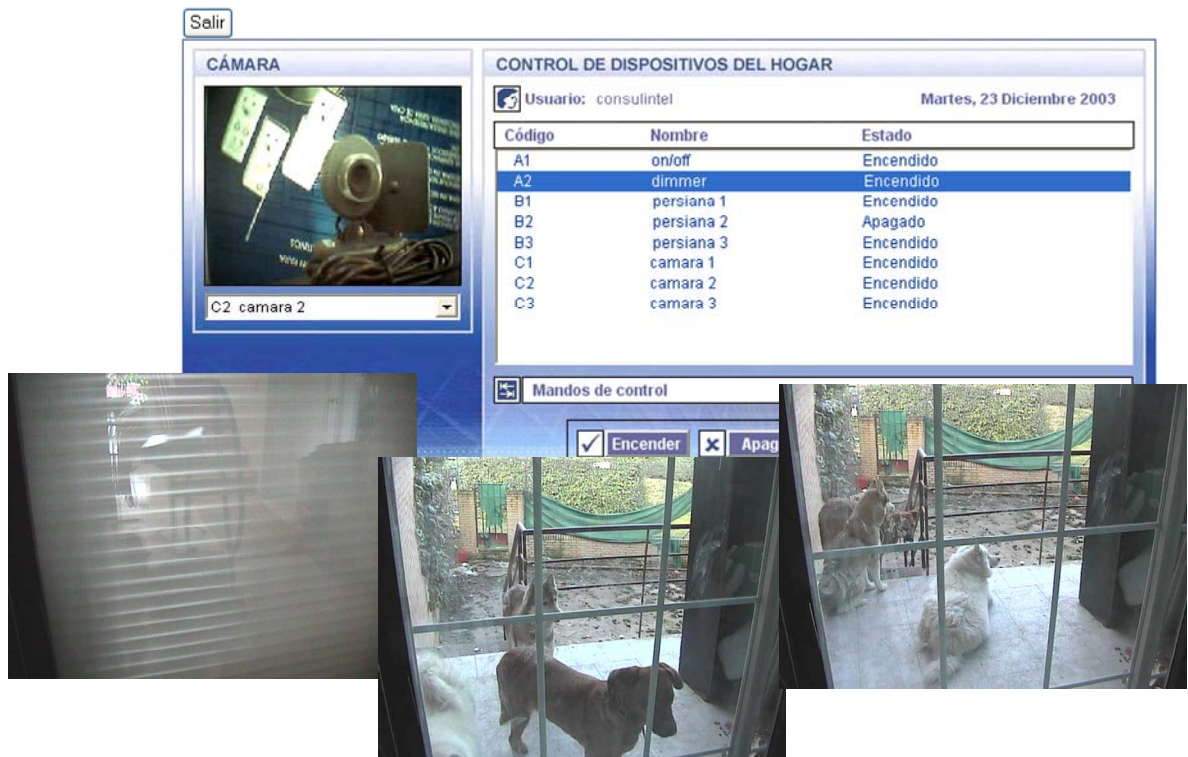 Salir
CÁMARA
C2 camara 2
CONTROL DE DISPOSITIVOS DEL HOGAR
Usuario: consulintel Martes, 23 Diciembre 2003
Código Nombre Estado
A1 on/off Encendido
A2 dimmer Encendido
B1 persiana 1 Encendido
B2 persiana 2 Apagado
B3 persiana 3 Encendido
C1 camara 1 Encendido
C2 camara 2 Encendido
C3 camara 3 Encendido
Mandos de control
Encender Apag